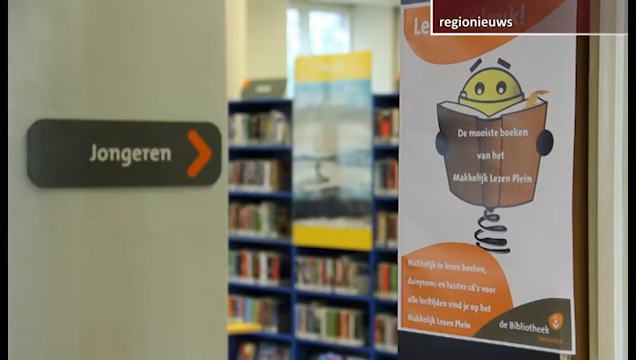 regionieuws
Jongeren
De mooiste boeken
van het
Makkelijk Lezen Plein
Makkelijk te lezen boeken,
daisyroms en luister cd's voor
alle leeftijden vind je op het
Makkelijk Lezen Plein
de Bibliotheek